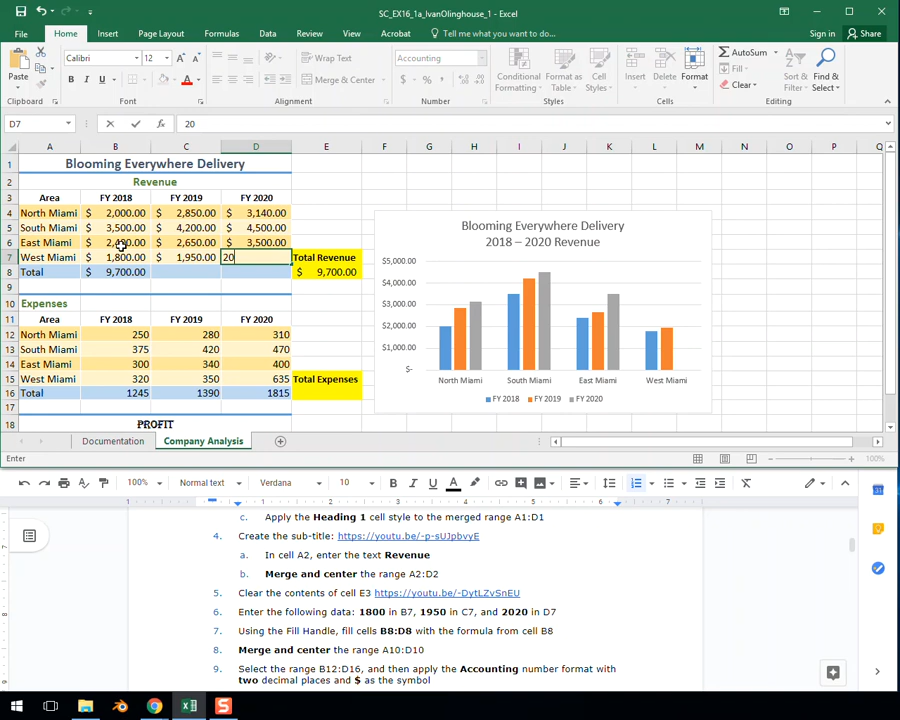 SC_EX16_1a_IvanOlinghouse_1 - Excel
File Home Insert Page Layout Formulas Data Review View Acrobat Tell me what you want to do... Sign in Share
Paste Calibri 12 Wrap Text Accounting Conditional Formatting Format as Table Cell Styles Insert Delete Format AutoSum Sort & Filter Find & Select
B I U A Merge & Center $ % , Fill Clear
Clipboard Font Alignment Number Styles Cells Editing
D7 fx 20
A B C D E F G H I J K L M N O P Q
1 Blooming Everywhere Delivery
2 Revenue
3 Area FY 2018 FY 2019 FY 2020
4 North Miami $ 2,000.00 $ 2,850.00 $ 3,140.00
5 South Miami $ 3,500.00 $ 4,200.00 $ 4,500.00
6 East Miami $ 2,400.00 $ 2,650.00 $ 3,500.00
7 West Miami $ 1,800.00 $ 1,950.00 20 Total Revenue
8 Total $ 9,700.00 $ 9,700.00
9
10 Expenses
11 Area FY 2018 FY 2019 FY 2020
12 North Miami 250 280 310
13 South Miami 375 420 470
14 East Miami 300 340 400
15 West Miami 320 350 635 Total Expenses
16 Total 1245 1390 1815
17
18 PROFIT
Blooming Everywhere Delivery
2018 – 2020 Revenue
$5,000.00
$4,000.00
$3,000.00
$2,000.00
$1,000.00
$-
North Miami South Miami East Miami West Miami
FY 2018 FY 2019 FY 2020
Documentation Company Analysis
Enter 100%
100% Normal text Verdana 10 B I U A
1 1 2 3 4 5 6 7
c. Apply the Heading 1 cell style to the merged range A1:D1
4. Create the sub-title: https://youtu.be/-p-sUJpbvyE
a. In cell A2, enter the text Revenue
b. Merge and center the range A2:D2
5. Clear the contents of cell E3 https://youtu.be/-DytLZvSnEU
6. Enter the following data: 1800 in B7, 1950 in C7, and 2020 in D7
7. Using the Fill Handle, fill cells B8:D8 with the formula from cell B8
8. Merge and center the range A10:D10
9. Select the range B12:D16, and then apply the Accounting number format with
two decimal places and $ as the symbol